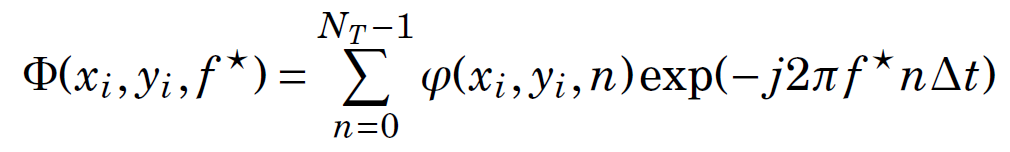 Φ(x_i, y_i, f^⋆) = \sum_{n=0}^{N_T−1} φ(x_i, y_i, n) exp(−j2πf^⋆nΔt)